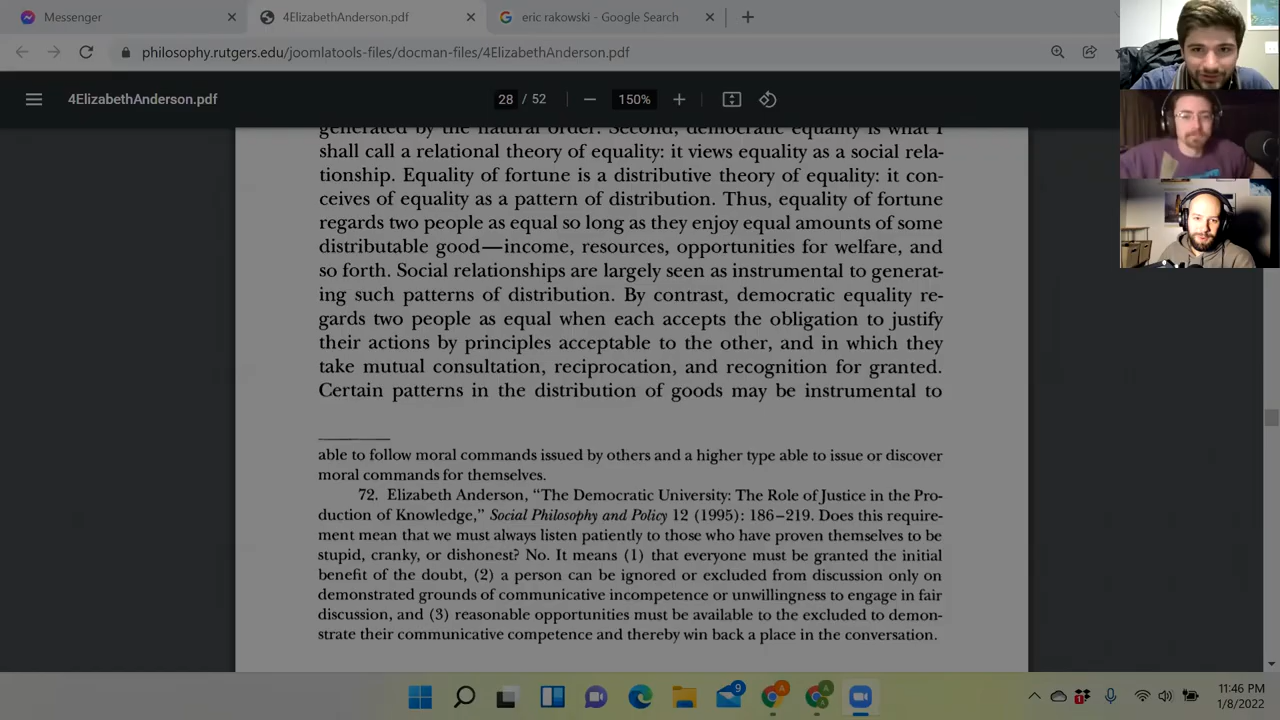 Messenger
4ElizabethAnderson.pdf
eric rakowski - Google Search
philosophy.rutgers.edu/joomlatools-files/docman-files/4ElizabethAnderson.pdf
4ElizabethAnderson.pdf
28 / 52
150%
generated by the natural order. Second, democratic equality is what I
shall call a relational theory of equality: it views equality as a social rela-
tionship. Equality of fortune is a distributive theory of equality: it con-
ceives of equality as a pattern of distribution. Thus, equality of fortune
regards two people as equal so long as they enjoy equal amounts of some
distributable good—income, resources, opportunities for welfare, and
so forth. Social relationships are largely seen as instrumental to generat-
ing such patterns of distribution. By contrast, democratic equality re-
gards two people as equal when each accepts the obligation to justify
their actions by principles acceptable to the other, and in which they
take mutual consultation, reciprocation, and recognition for granted.
Certain patterns in the distribution of goods may be instrumental to
able to follow moral commands issued by others and a higher type able to issue or discover
moral commands for themselves.
72. Elizabeth Anderson, “The Democratic University: The Role of Justice in the Pro-
duction of Knowledge,” Social Philosophy and Policy 12 (1995): 186–219. Does this require-
ment mean that we must always listen patiently to those who have proven themselves to be
stupid, cranky, or dishonest? No. It means (1) that everyone must be granted the initial
benefit of the doubt, (2) a person can be ignored or excluded from discussion only on
demonstrated grounds of communicative incompetence or unwillingness to engage in fair
discussion, and (3) reasonable opportunities must be available to the excluded to demon-
strate their communicative competence and thereby win back a place in the conversation.
9
A
A
1
11:46 PM
1/8/2022